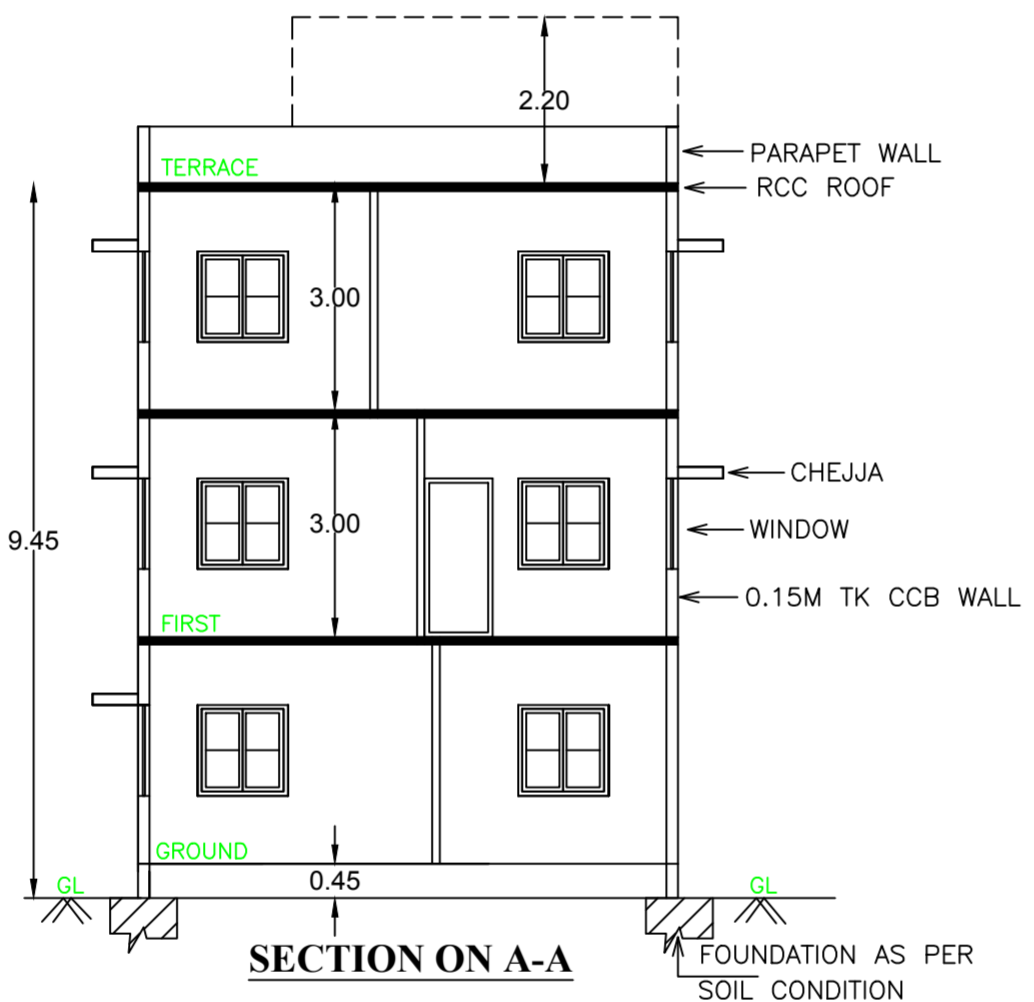 2.20
PARAPET WALL
TERRACE
RCC ROOF
3.00
CHEJJA
3.00
WINDOW
9.45
0.15M TK CCB WALL
FIRST
GROUND
0.45
GL
GL
SECTION ON A-A
FOUNDATION AS PER
SOIL CONDITION